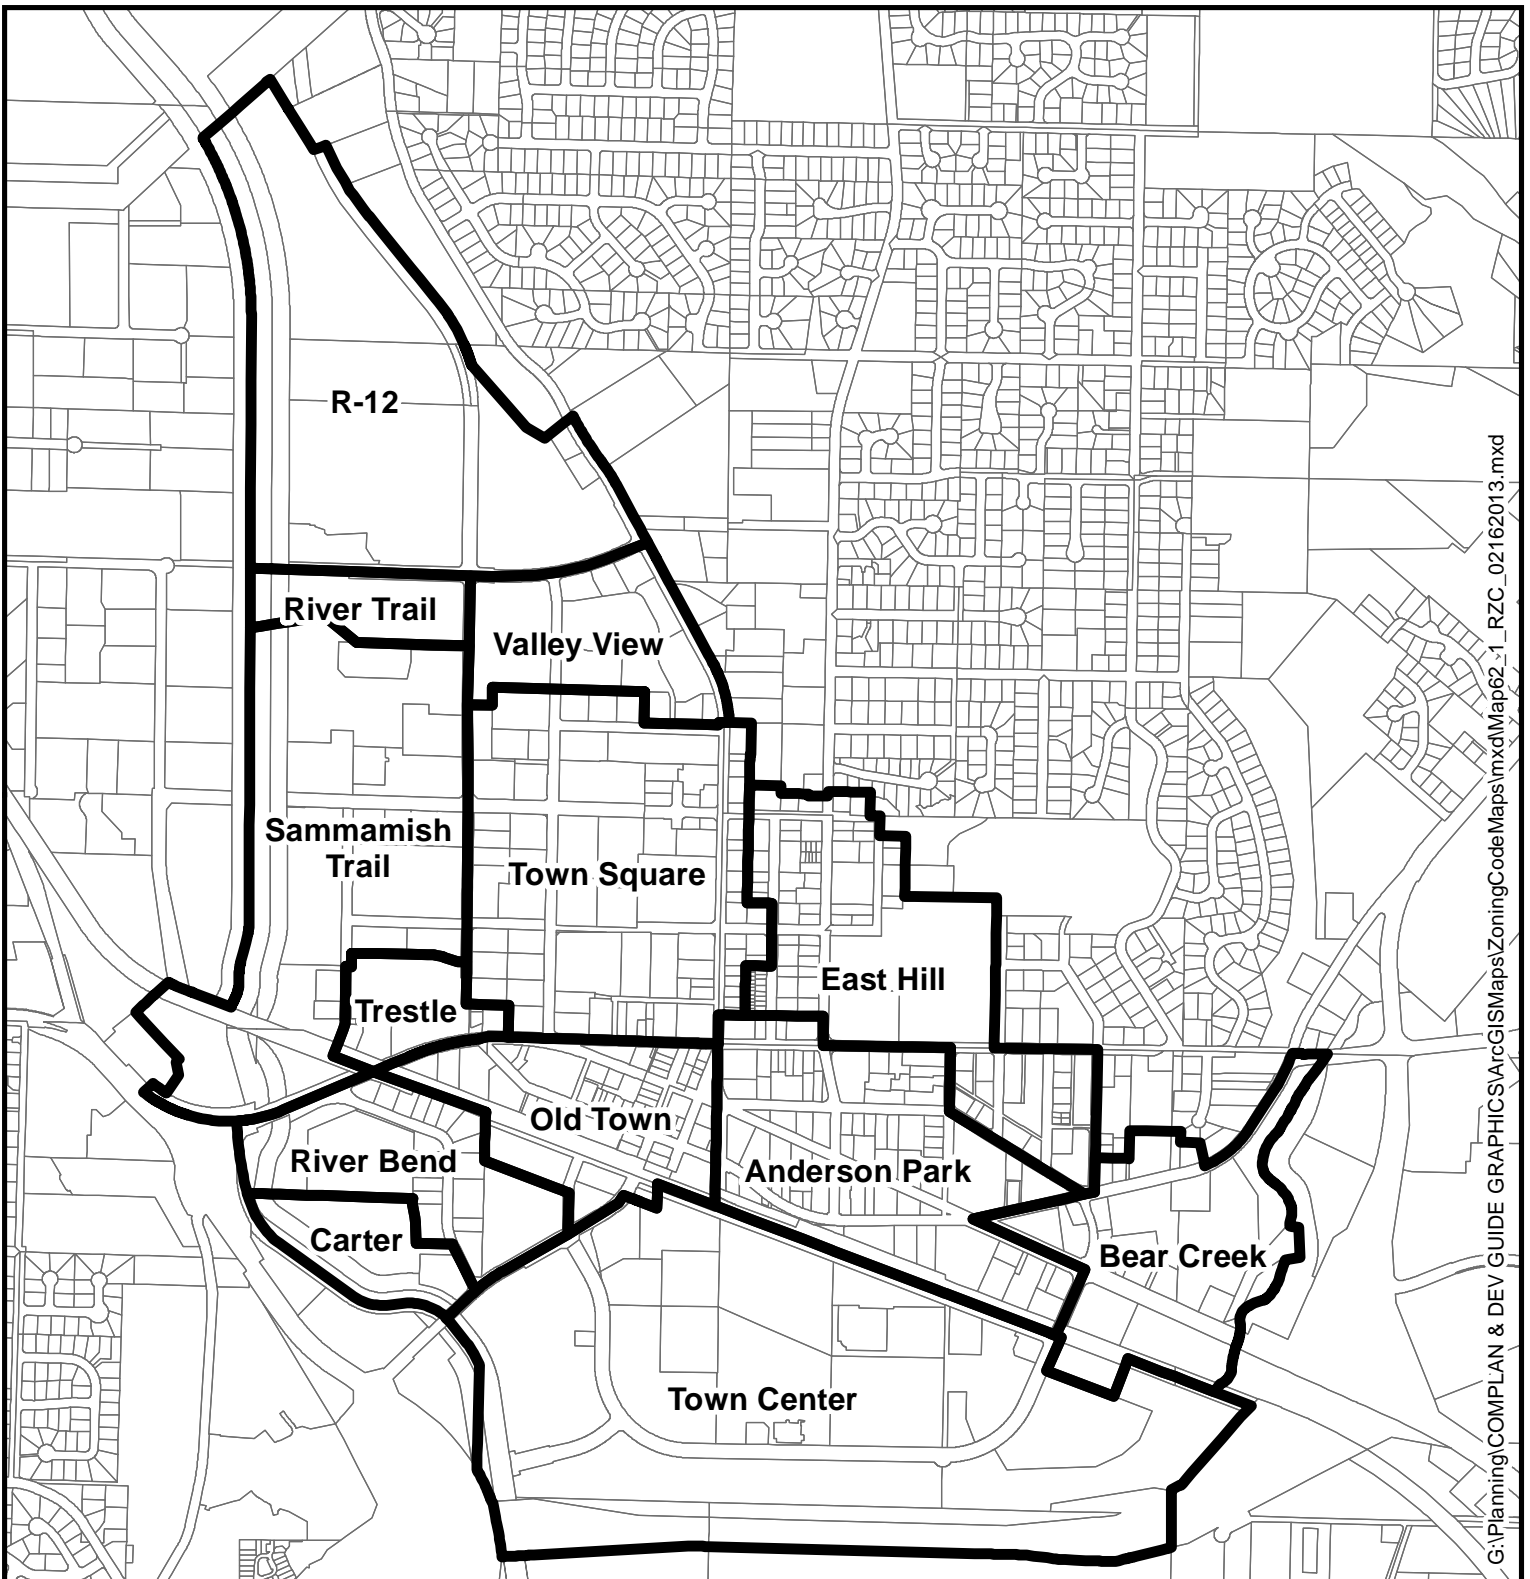 R-12
River Trail
Valley View
Sammamish
Trail
Town Square
East Hill
Trestle
Old Town
River Bend
Anderson Park
Carter
Bear Creek
Town Center
G:\Planning\COMPLAN & DEV GUIDE GRAPHICS\ArcGISMaps\ZoningCodeMaps\mxd\Map62_1_RZC_02162013.mxd